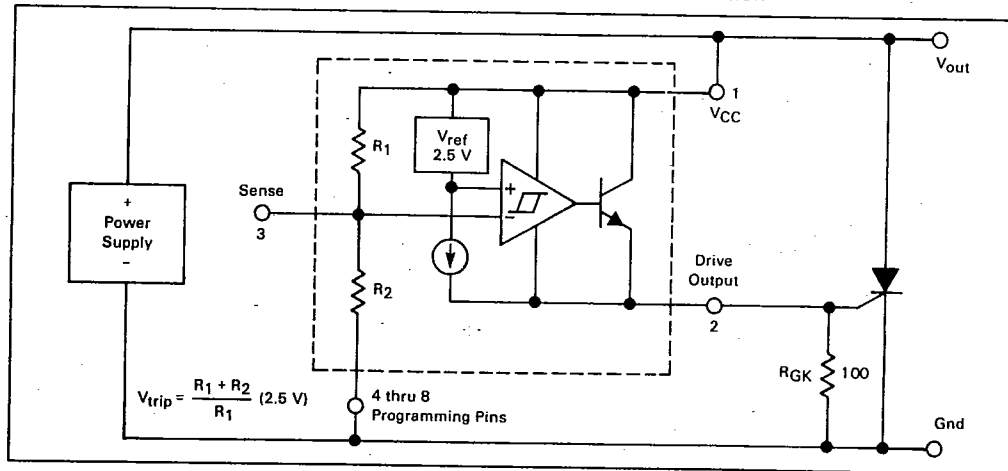 Vout
1
VCC
R1
Vref
2.5 V
+
−
Sense
3
+
Power
Supply
−
R2
Drive
Output
2
RGK
100
Vtrip = R1 + R2 / R1 (2.5 V)
4 thru 8
Programming Pins
Gnd